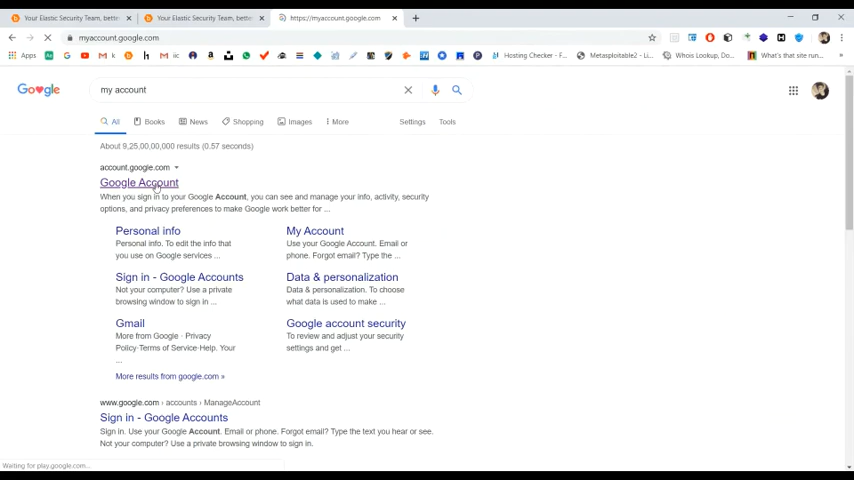 Your Elastic Security Team, better
Your Elastic Security Team, better
https://myaccount.google.com
myaccount.google.com
Apps
k
iic
Hosting Checker - F...
Metasploitable2 - Li...
Whois Lookup, Do...
What's that site run...
»
my account
All
Books
News
Shopping
Images
More
Settings
Tools
About 9,25,00,00,000 results (0.57 seconds)
account.google.com
Google Account
When you sign in to your Google Account, you can see and manage your info, activity, security
options, and privacy preferences to make Google work better for ...
Personal info
Personal info. To edit the info that
you use on Google services ...
My Account
Use your Google Account. Email or
phone. Forgot email? Type the ...
Sign in - Google Accounts
Not your computer? Use a private
browsing window to sign in ...
Data & personalization
Data & personalization. To choose
what data is used to make ...
Gmail
More from Google · Privacy
Policy·Terms of Service·Help. Your
...
Google account security
To review and adjust your security
settings and get ...
More results from google.com »
www.google.com › accounts › ManageAccount
Sign in - Google Accounts
Sign in. Use your Google Account. Email or phone. Forgot email? Type the text you hear or see.
Not your computer? Use a private browsing window to sign in.
Waiting for play.google.com...